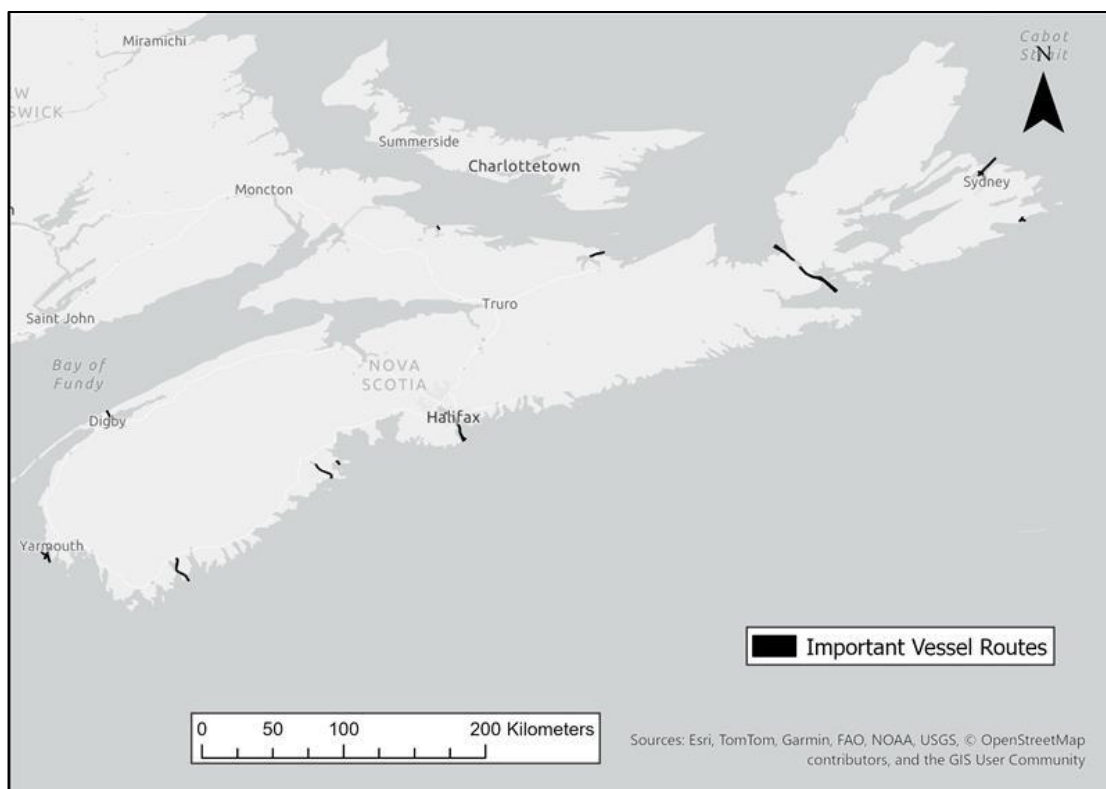 Miramichi
Cabot
Strait
N
W
SWICK
Summerside
Charlottetown
Sydney
Moncton
n
Truro
Saint John
Bay of
Fundy
NOVA
SCOTIA
Digby
Halifax
Yarmouth
Important Vessel Routes
0 50 100 200 Kilometers
Sources: Esri, TomTom, Garmin, FAO, NOAA, USGS, © OpenStreetMap
contributors, and the GIS User Community